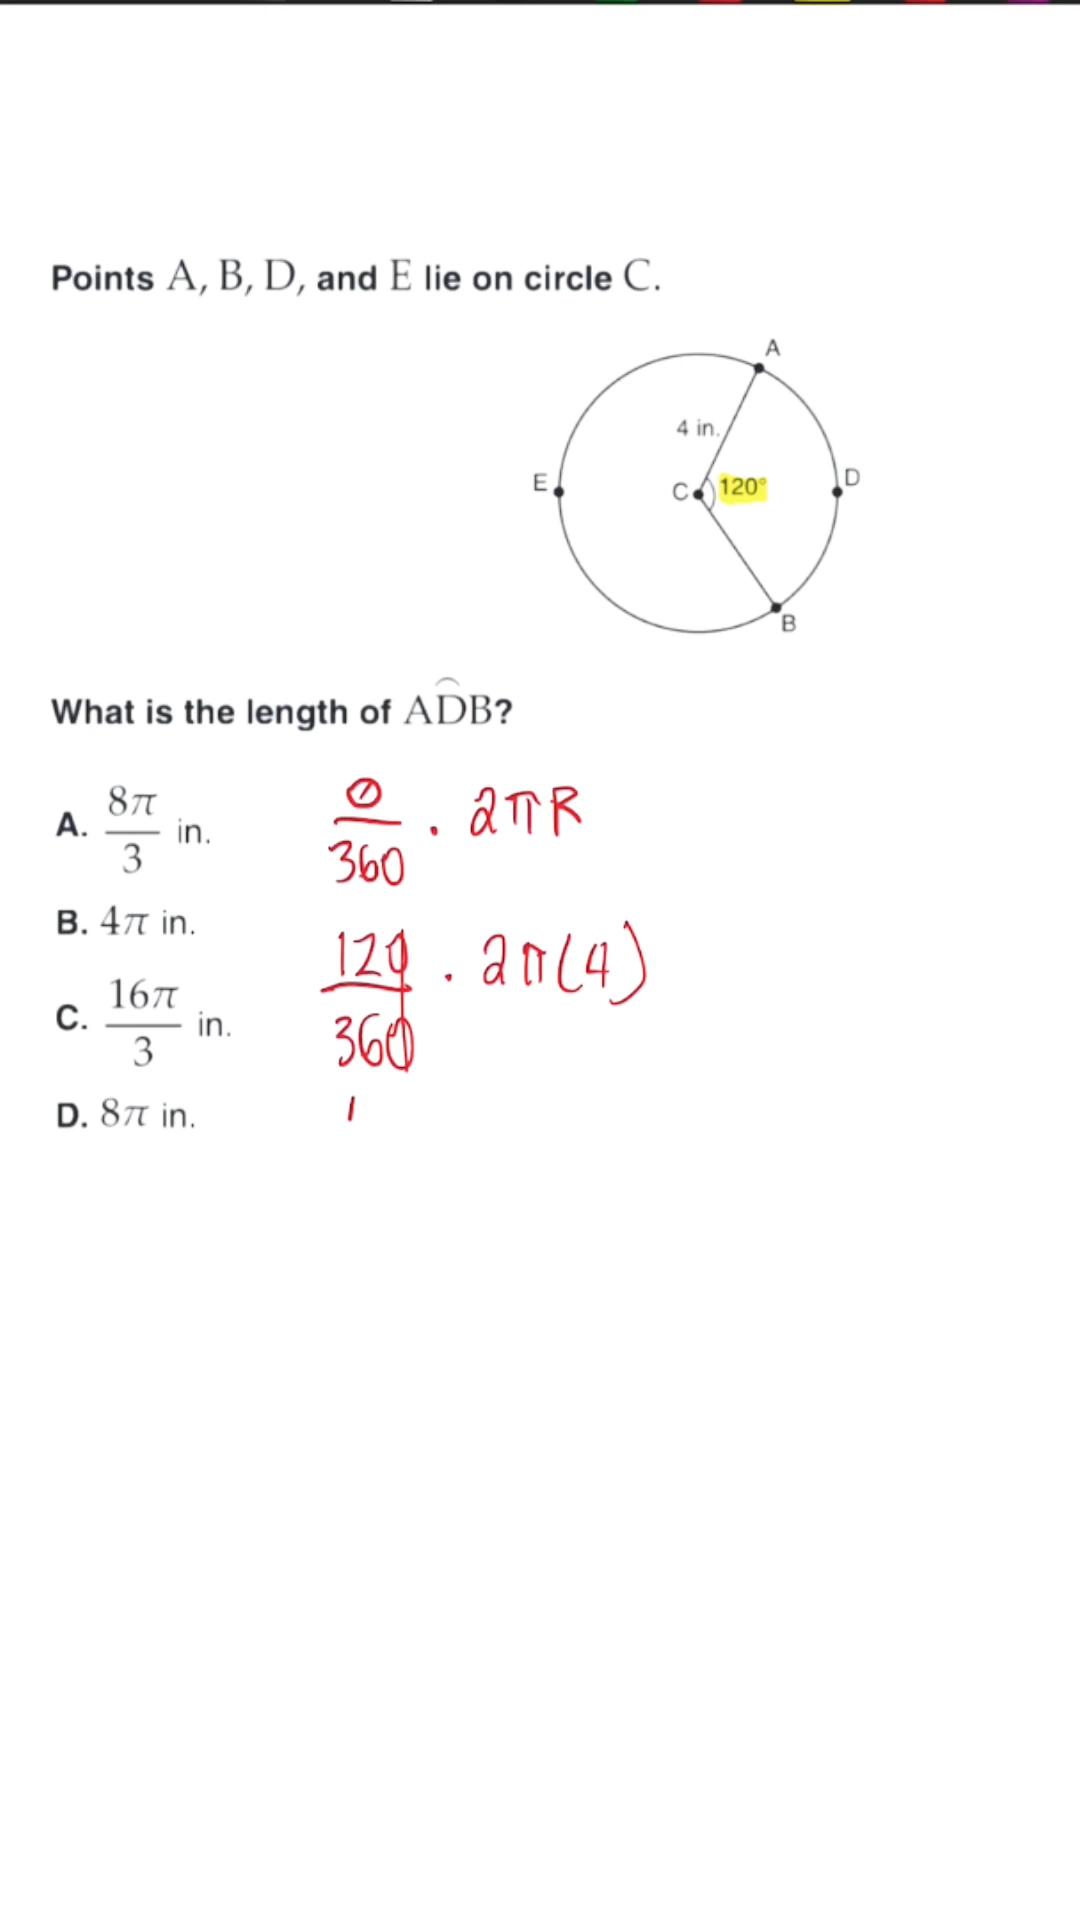 Points A, B, D, and E lie on circle C.
A
4 in.
E
D
C
120°
B
What is the length of A͡DB?
A. 8π/3 in.
θ/360 · 2πR
B. 4π in.
120/360 · 2π(4)
C. 16π/3 in.
D. 8π in.
1